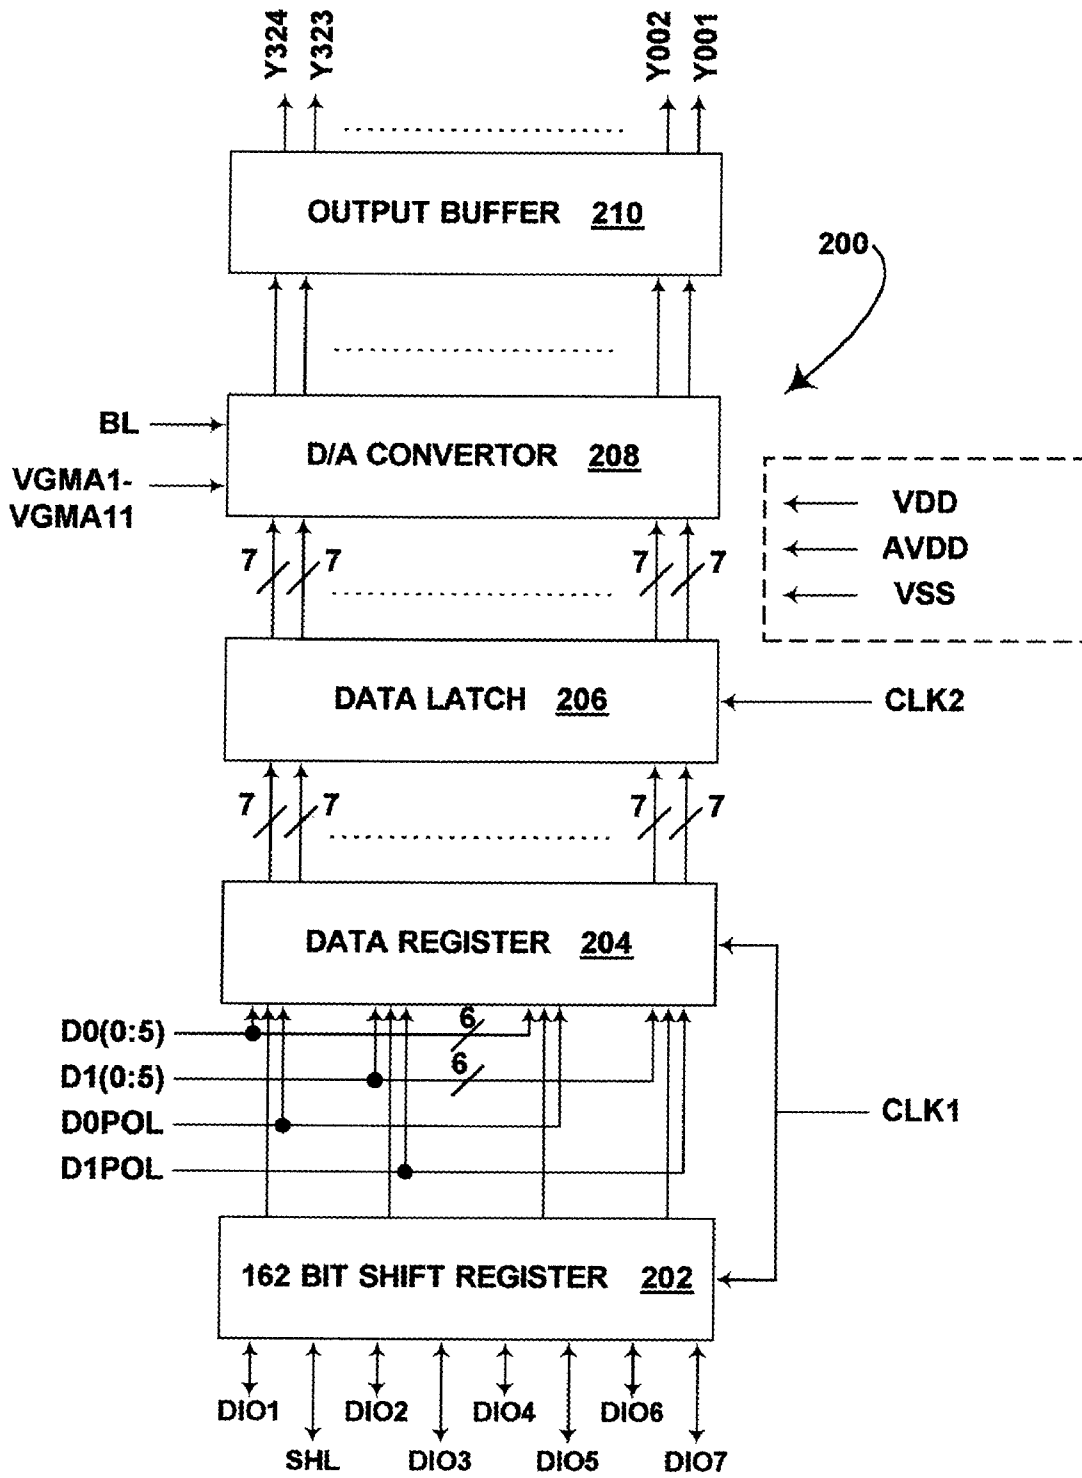 Y324 Y323 Y002 Y001
OUTPUT BUFFER 210
200
BL
D/A CONVERTOR 208
VGMA1-
VGMA11
VDD
AVDD
VSS
7 7 7 7
DATA LATCH 206
CLK2
7 7 7 7
DATA REGISTER 204
D0(0:5) 6
D1(0:5) 6
D0POL
CLK1
D1POL
162 BIT SHIFT REGISTER 202
DIO1 DIO2 DIO4 DIO6
SHL DIO3 DIO5 DIO7